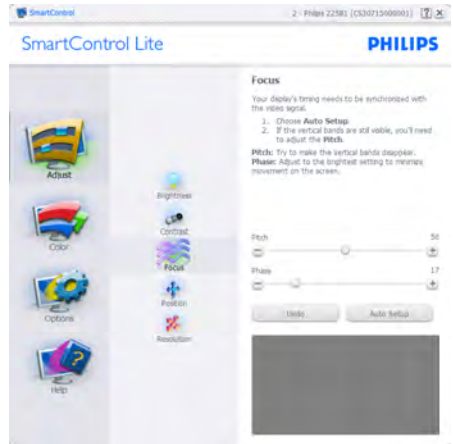 SmartControl
2 - Philips 225B1 (CS30715000001)
? X
SmartControl Lite
PHILIPS
Adjust
Color
Options
Help
Brightness
Contrast
Focus
Position
Resolution
Focus
Your display's timing needs to be synchronized with
the video signal.
1. Choose Auto Setup.
2. If the vertical bands are still visible, you'll need
to adjust the Pitch.
Pitch: Try to make the vertical bands disappear.
Phase: Adjust to the brightest setting to minimize
movement on the screen.
Pitch 50
Phase 17
Undo Auto Setup